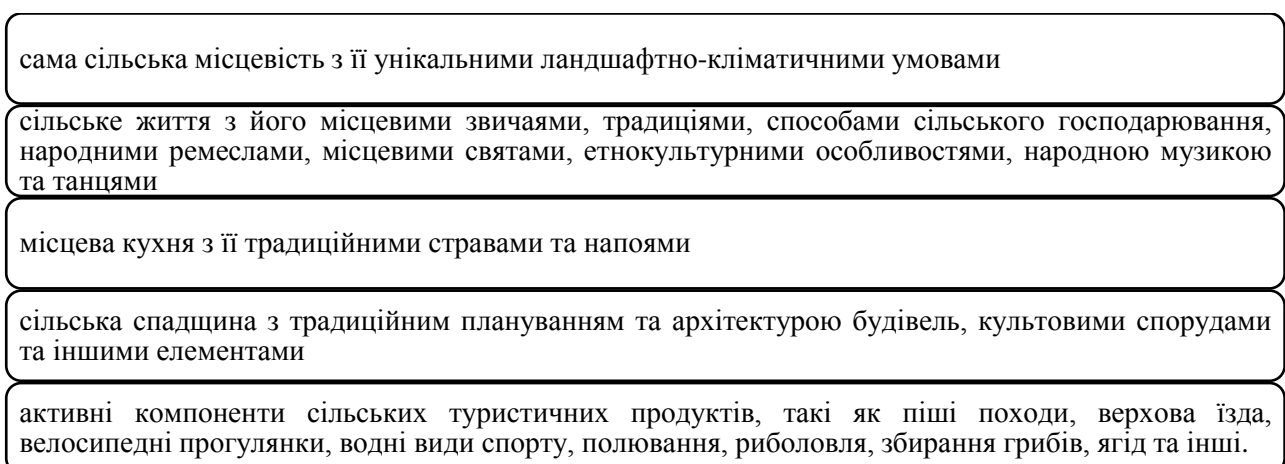 сама сільська місцевість з її унікальними ландшафтно-кліматичними умовами
сільське життя з його місцевими звичаями, традиціями, способами сільського господарювання,
народними ремеслами, місцевими святами, етнокультурними особливостями, народною музикою
та танцями
місцева кухня з її традиційними стравами та напоями
сільська спадщина з традиційним плануванням та архітектурою будівель, культовими спорудами
та іншими елементами
активні компоненти сільських туристичних продуктів, такі як піші походи, верхова їзда,
велосипедні прогулянки, водні види спорту, полювання, риболовля, збирання грибів, ягід та інші.